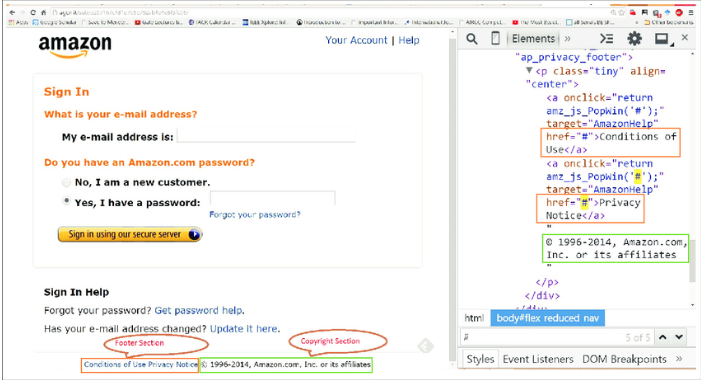 Apps
Google Scholar
Other bookmarks
amazon
Your Account | Help
Sign In
What is your e-mail address?
My e-mail address is:
Do you have an Amazon.com password?
No, I am a new customer.
Yes, I have a password:
Forgot your password?
Sign in using our secure server
Sign In Help
Forgot your password? Get password help.
Has your e-mail address changed? Update it here.
Footer Section
Copyright Section
Conditions of Use Privacy Notice © 1996-2014, Amazon.com, Inc. or its affiliates
Elements »
"ap_privacy_footer">
▼<p class="tiny" align=
"center">
<a onclick="return
amz_js_PopWin('#');"
target="AmazonHelp"
href="#">Conditions of
Use</a>
<a onclick="return
amz_js_PopWin('#');"
target="AmazonHelp"
href="#">Privacy
Notice</a>
"
© 1996-2014, Amazon.com,
Inc. or its affiliates
"
</p>
</div>
</div>
html body#flex reduced nav
# 5 of 5
Styles Event Listeners DOM Breakpoints »